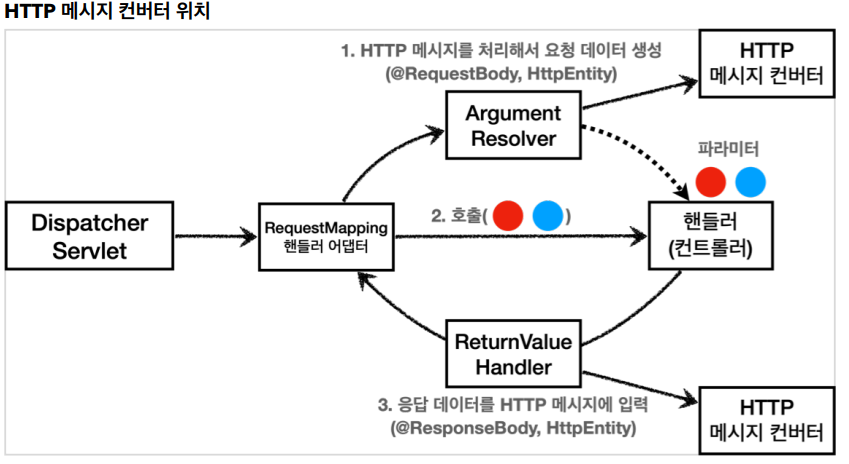 HTTP 메시지 컨버터 위치
1. HTTP 메시지를 처리해서 요청 데이터 생성
(@RequestBody, HttpEntity)
HTTP
메시지 컨버터
Argument
Resolver
파라미터
Dispatcher
Servlet
RequestMapping
핸들러 어댑터
2. 호출( )
핸들러
(컨트롤러)
ReturnValue
Handler
3. 응답 데이터를 HTTP 메시지에 입력
(@ResponseBody, HttpEntity)
HTTP
메시지 컨버터